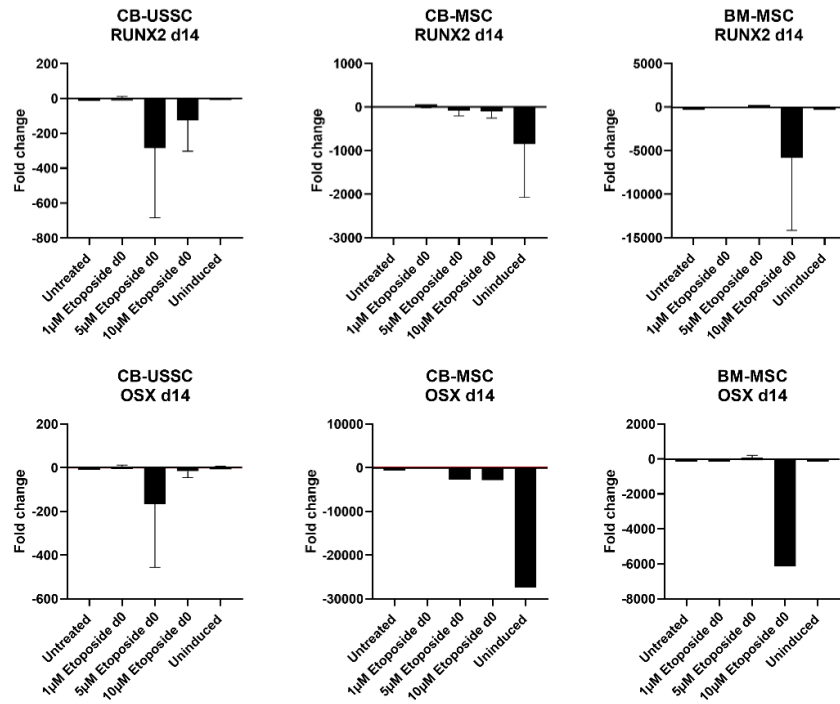 CB-USSC
RUNX2 d14
Fold change
200
0
-200
-400
-600
-800
Untreated
1µM Etoposide d0
5µM Etoposide d0
10µM Etoposide d0
Uninduced
CB-MSC
RUNX2 d14
Fold change
1000
0
-1000
-2000
-3000
Untreated
1µM Etoposide d0
5µM Etoposide d0
10µM Etoposide d0
Uninduced
BM-MSC
RUNX2 d14
Fold change
5000
0
-5000
-10000
-15000
Untreated
1µM Etoposide d0
5µM Etoposide d0
10µM Etoposide d0
Uninduced
CB-USSC
OSX d14
Fold change
200
0
-200
-400
-600
Untreated
1µM Etoposide d0
5µM Etoposide d0
10µM Etoposide d0
Uninduced
CB-MSC
OSX d14
Fold change
10000
0
-10000
-20000
-30000
Untreated
1µM Etoposide d0
5µM Etoposide d0
10µM Etoposide d0
Uninduced
BM-MSC
OSX d14
Fold change
2000
0
-2000
-4000
-6000
-8000
Untreated
1µM Etoposide d0
5µM Etoposide d0
10µM Etoposide d0
Uninduced